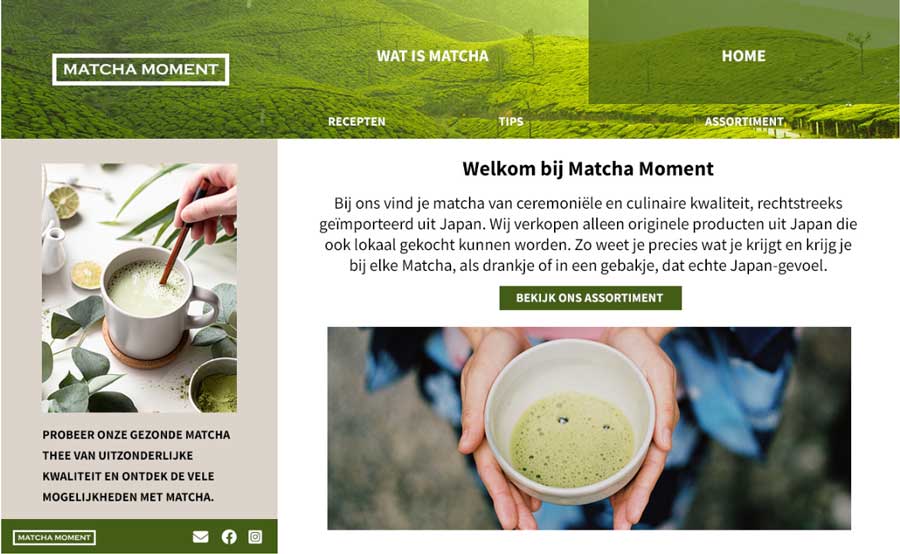 MATCHA MOMENT
WAT IS MATCHA
HOME
RECEPTEN
TIPS
ASSORTIMENT
PROBEER ONZE GEZONDE MATCHA
THEE VAN UITZONDERLIJKE
KWALITEIT EN ONTDEK DE VELE
MOGELIJKHEDEN MET MATCHA.
MATCHA MOMENT
Welkom bij Matcha Moment
Bij ons vind je matcha van ceremoniële en culinaire kwaliteit, rechtstreeks
geïmporteerd uit Japan. Wij verkopen alleen originele producten uit Japan die
ook lokaal gekocht kunnen worden. Zo weet je precies wat je krijgt en krijg je
bij elke Matcha, als drankje of in een gebakje, dat echte Japan-gevoel.
BEKIJK ONS ASSORTIMENT